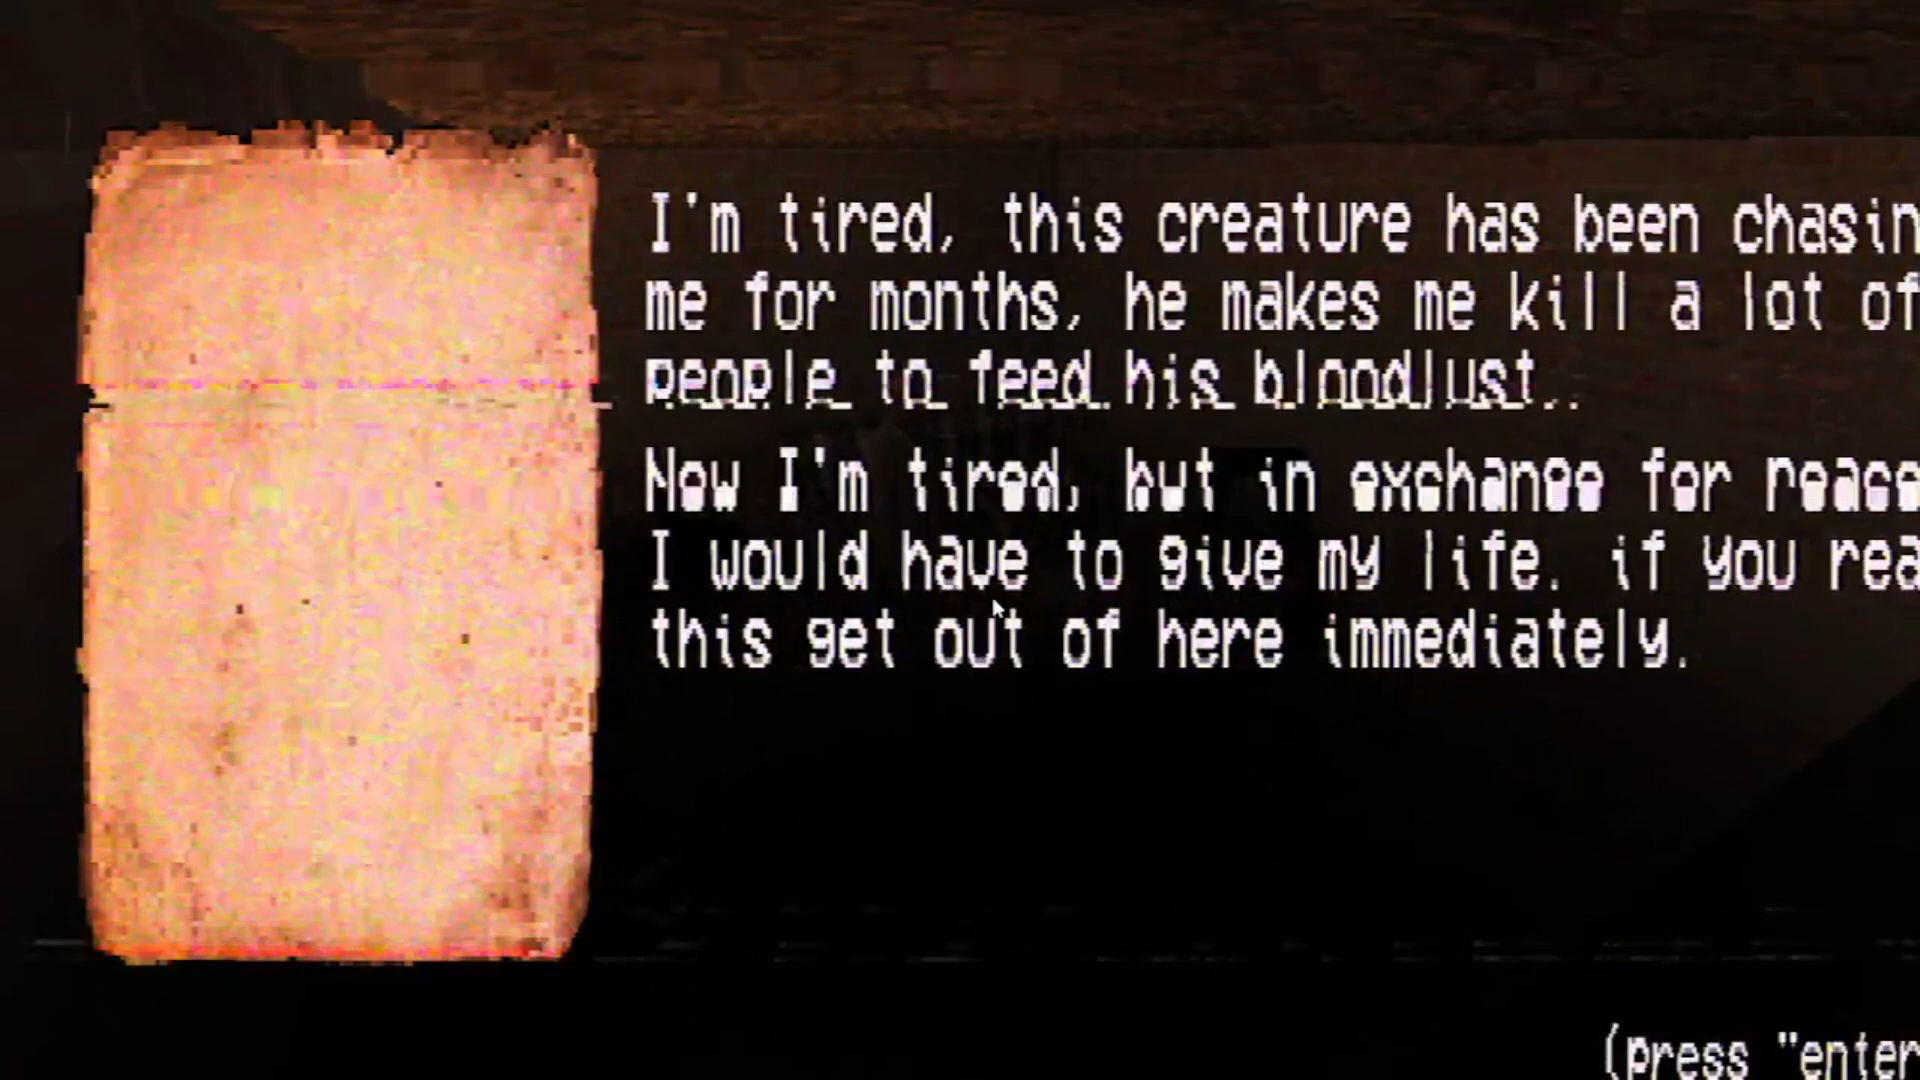 I'm tired, this creature has been chasin
me for months, he makes me kill a lot of
people to feed his bloodlust..
Now I'm tired, but in exchange for peace
I would have to give my life. if you rea
this get out of here immediately.
(press "enter